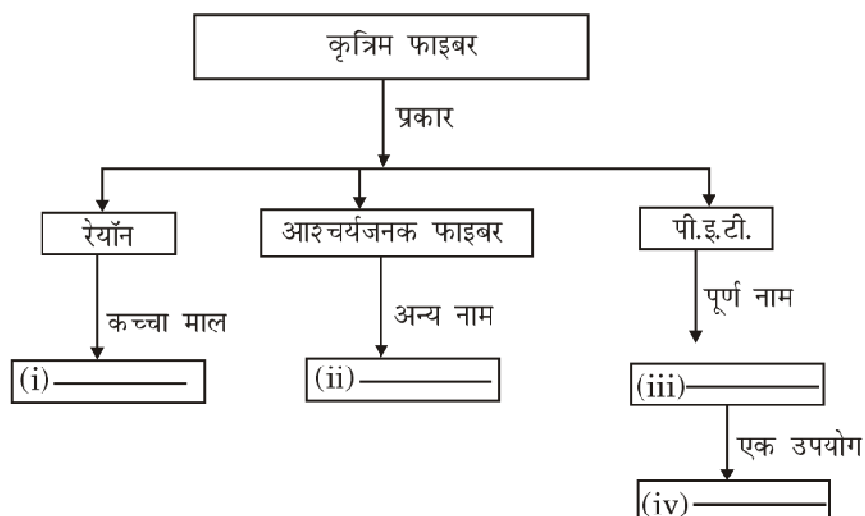 कृत्रिम फाइबर
प्रकार
रेयॉन
आश्चर्यजनक फाइबर
पी.इ.टी.
कच्चा माल
अन्य नाम
पूर्ण नाम
(i)
(ii)
(iii)
एक उपयोग
(iv)